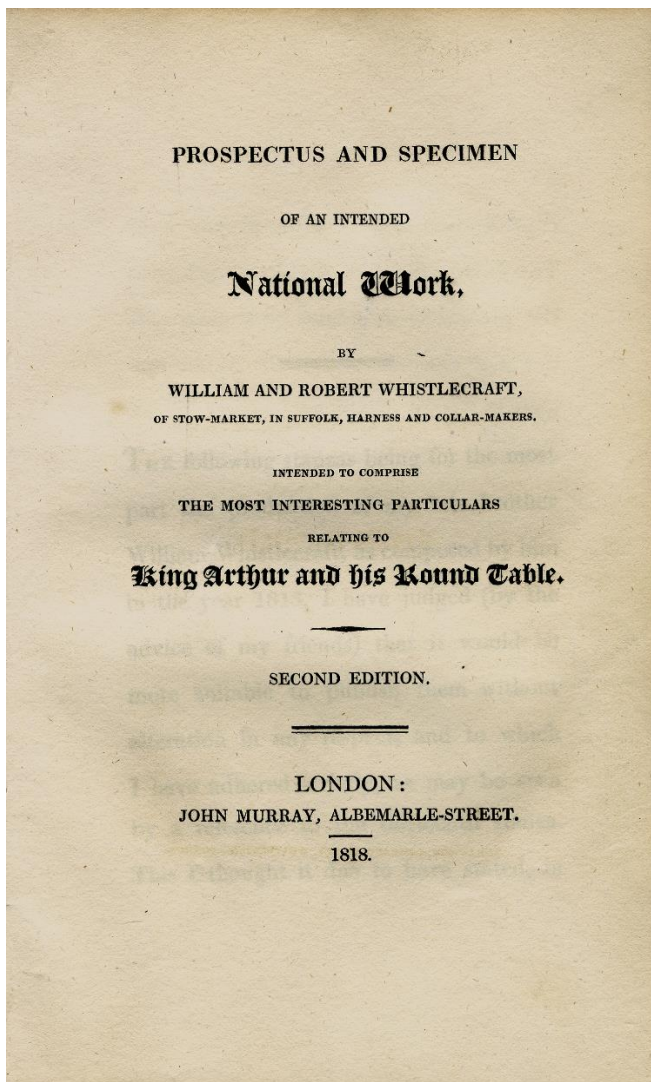 PROSPECTUS AND SPECIMEN
OF AN INTENDED
National Work,
BY
WILLIAM AND ROBERT WHISTLECRAFT,
OF STOW-MARKET, IN SUFFOLK, HARNESS AND COLLAR-MAKERS.
INTENDED TO COMPRISE
THE MOST INTERESTING PARTICULARS
RELATING TO
King Arthur and his Round Table.
SECOND EDITION.
LONDON:
JOHN MURRAY, ALBEMARLE-STREET.
1818.